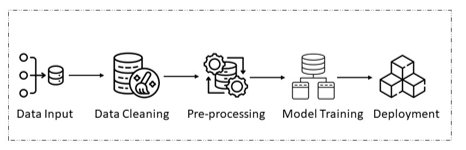 Data Input Data Cleaning Pre-processing Model Training Deployment